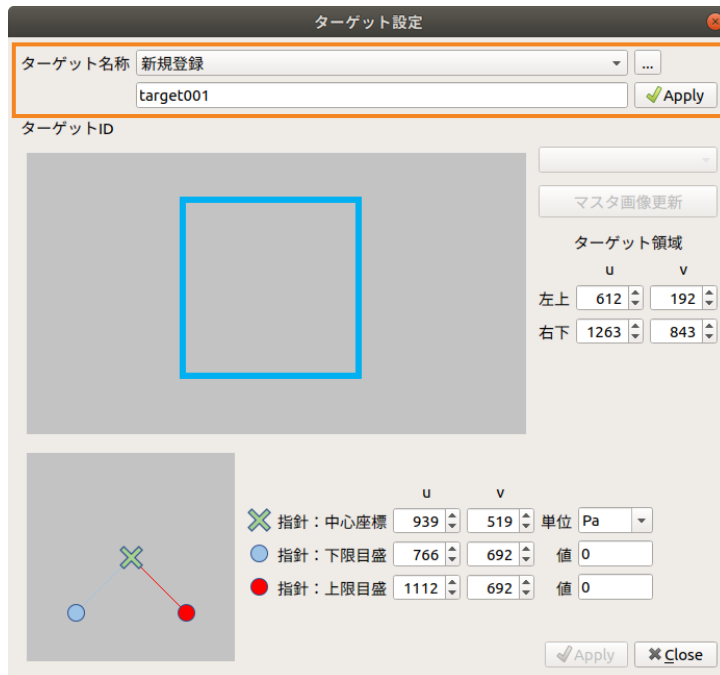 ターゲット設定
ターゲット名称 新規登録 ...
target001 Apply
ターゲットID
マスタ画像更新
ターゲット領域
u v
左上 612 192
右下 1263 843
u v
指針：中心座標 939 519 単位 Pa
指針：下限目盛 766 692 値 0
指針：上限目盛 1112 692 値 0
Apply Close